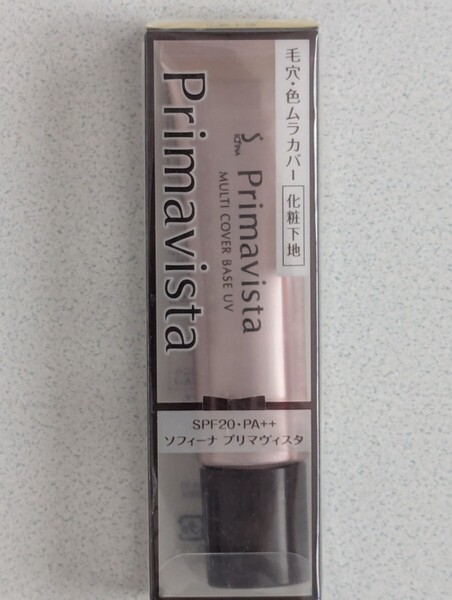 毛穴・色ムラカバー 化粧下地
Primavista
Primavista
MULTI COVER BASE UV
SPF20・PA++
ソフィーナ プリマヴィスタ